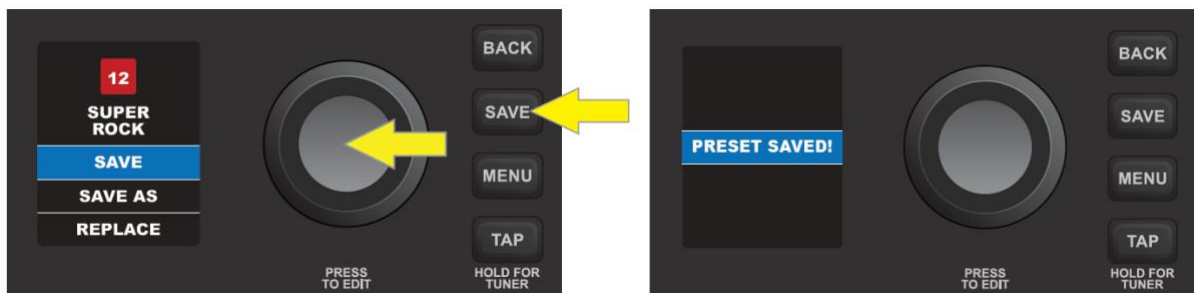 12
SUPER
ROCK
SAVE
SAVE AS
REPLACE
PRESS
TO EDIT
BACK
SAVE
MENU
TAP
HOLD FOR
TUNER
PRESET SAVED!
PRESS
TO EDIT
BACK
SAVE
MENU
TAP
HOLD FOR
TUNER